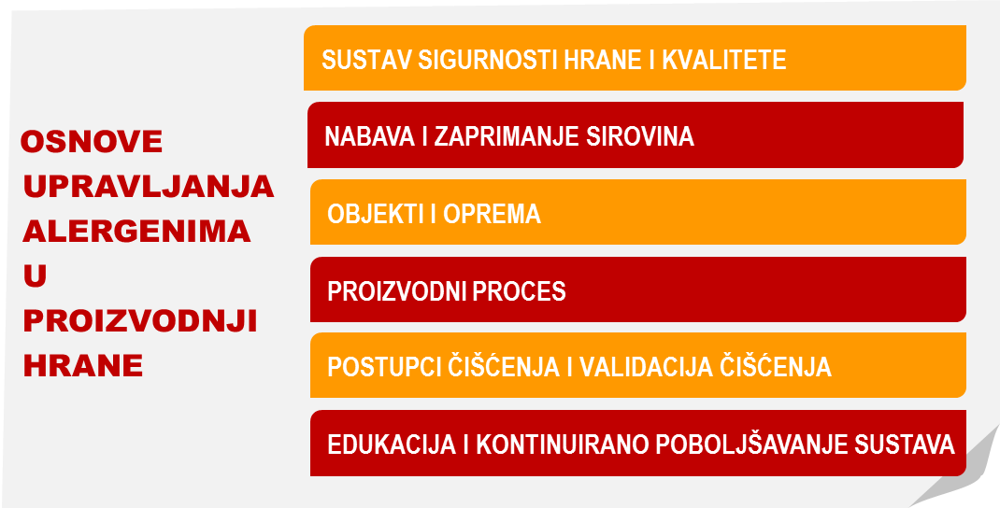 OSNOVE
UPRAVLJANJA
ALERGENIMA
U
PROIZVODNJI
HRANE
SUSTAV SIGURNOSTI HRANE I KVALITETE
NABAVA I ZAPRIMANJE SIROVINA
OBJEKTI I OPREMA
PROIZVODNI PROCES
POSTUPCI ČIŠĆENJA I VALIDACIJA ČIŠĆENJA
EDUKACIJA I KONTINUIRANO POBOLJŠAVANJE SUSTAVA